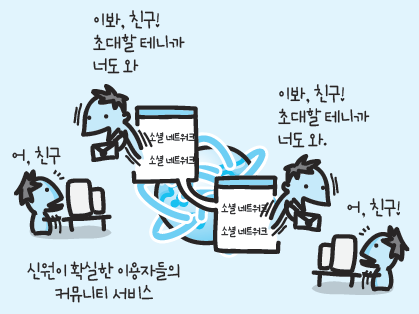 이봐, 친구!
초대할 테니까
너도 와
이봐, 친구!
초대할 테니까
너도 와.
소셜 네트워크
소셜 네트워크
어, 친구
소셜 네트워크
소셜 네트워크
어, 친구!
신원이 확실한 이용자들의
커뮤니티 서비스